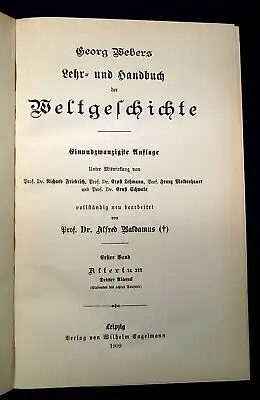 Georg Webers
Lehr- und Handbuch
der
Weltgeschichte
Einundzwanzigste Auflage
Unter Mitwirkung von
Prof. Dr. Richard Friedrich, Prof. Dr. Ernst Lehmann, Prof. Franz Moldenhauer
und Prof. Dr. Ernst Schwabe
vollständig neu bearbeitet
von
Prof. Dr. Alfred Baldamus (†)
Erster Band
Altertum
Dritter Abdruck
Leipzig
Verlag von Wilhelm Engelmann
1909